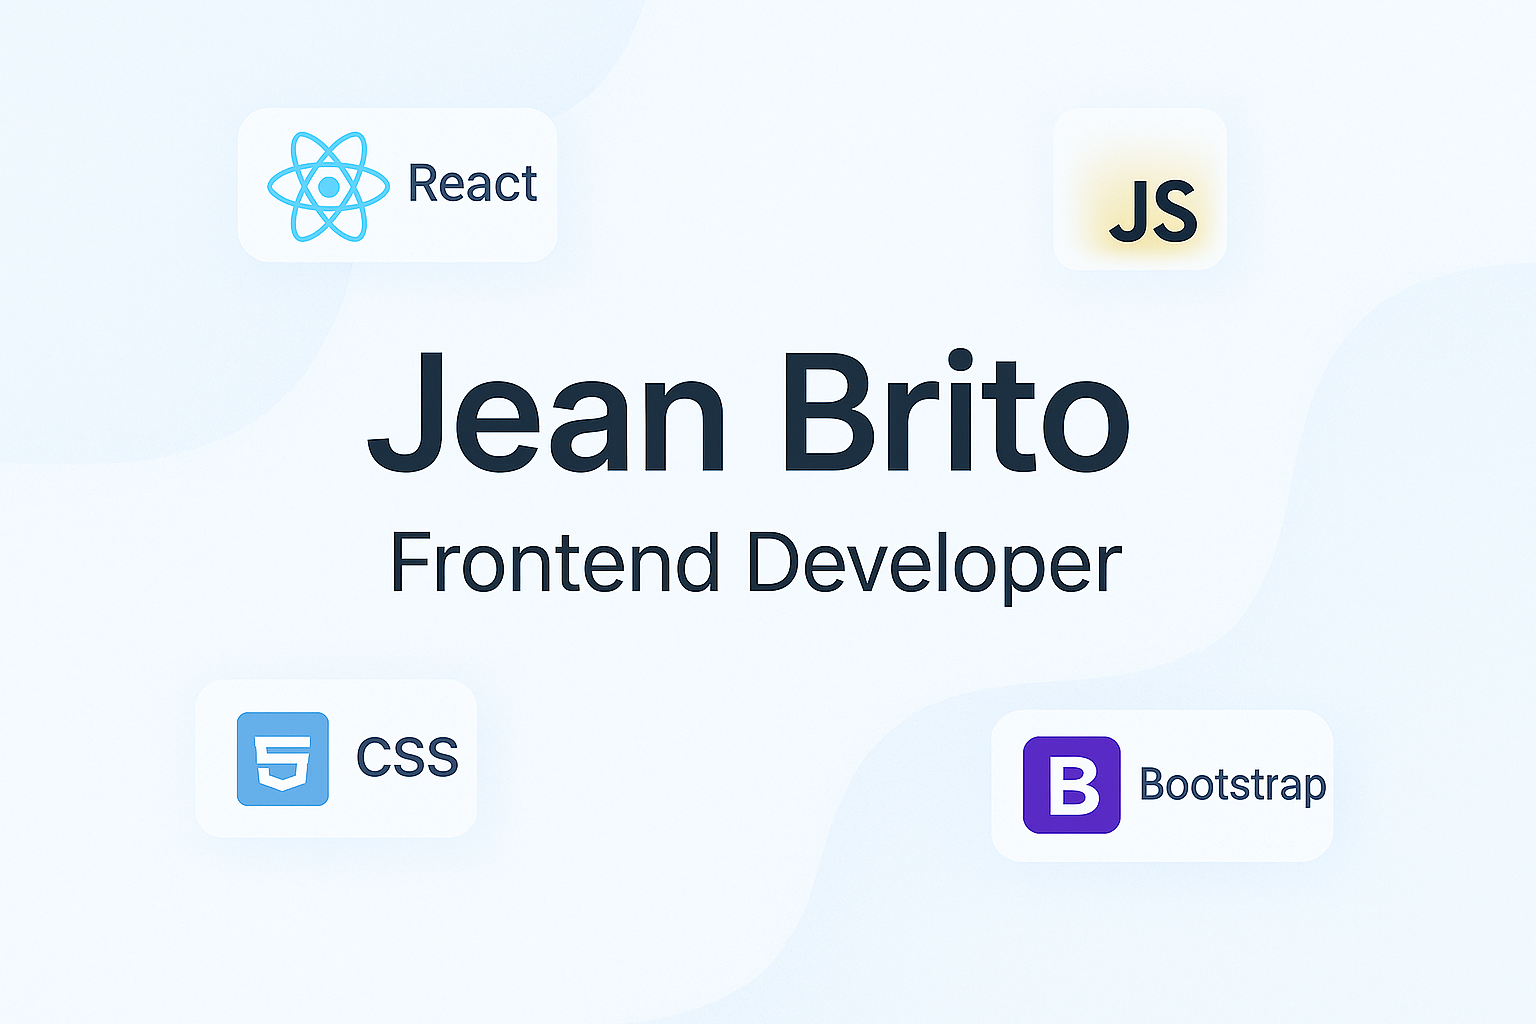 React
JS
Jean Brito
Frontend Developer
CSS
B Bootstrap